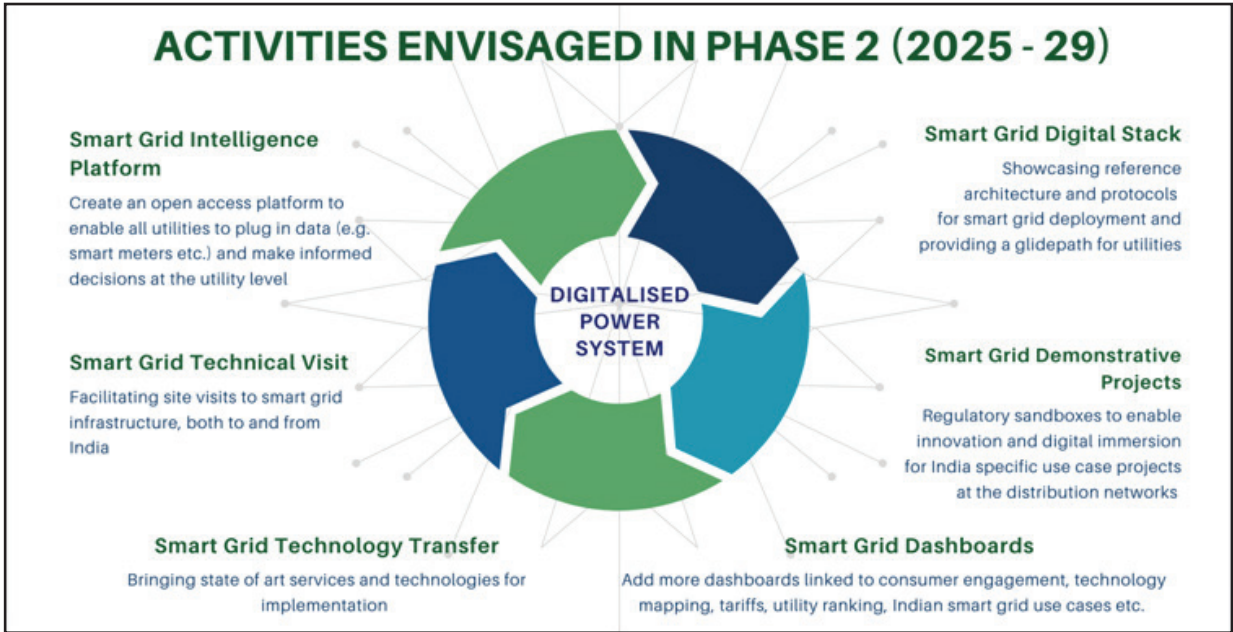 ACTIVITIES ENVISAGED IN PHASE 2 (2025 - 29)
Smart Grid Intelligence
Platform
Create an open access platform to
enable all utilities to plug in data (e.g.
smart meters etc.) and make informed
decisions at the utility level
Smart Grid Digital Stack
Showcasing reference
architecture and protocols
for smart grid deployment and
providing a glidepath for utilities
DIGITALISED
POWER
SYSTEM
Smart Grid Technical Visit
Facilitating site visits to smart grid
infrastructure, both to and from
India
Smart Grid Demonstrative
Projects
Regulatory sandboxes to enable
innovation and digital immersion
for India specific use case projects
at the distribution networks
Smart Grid Technology Transfer
Bringing state of art services and technologies for
implementation
Smart Grid Dashboards
Add more dashboards linked to consumer engagement, technology
mapping, tariffs, utility ranking, Indian smart grid use cases etc.